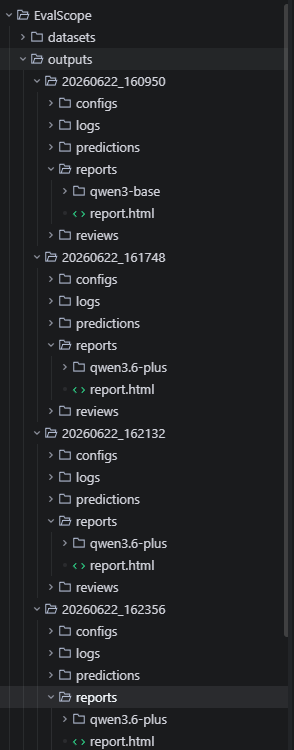 EvalScope
datasets
outputs
20260622_160950
configs
logs
predictions
reports
qwen3-base
report.html
reviews
20260622_161748
configs
logs
predictions
reports
qwen3.6-plus
report.html
reviews
20260622_162132
configs
logs
predictions
reports
qwen3.6-plus
report.html
reviews
20260622_162356
configs
logs
predictions
reports
qwen3.6-plus
report.html